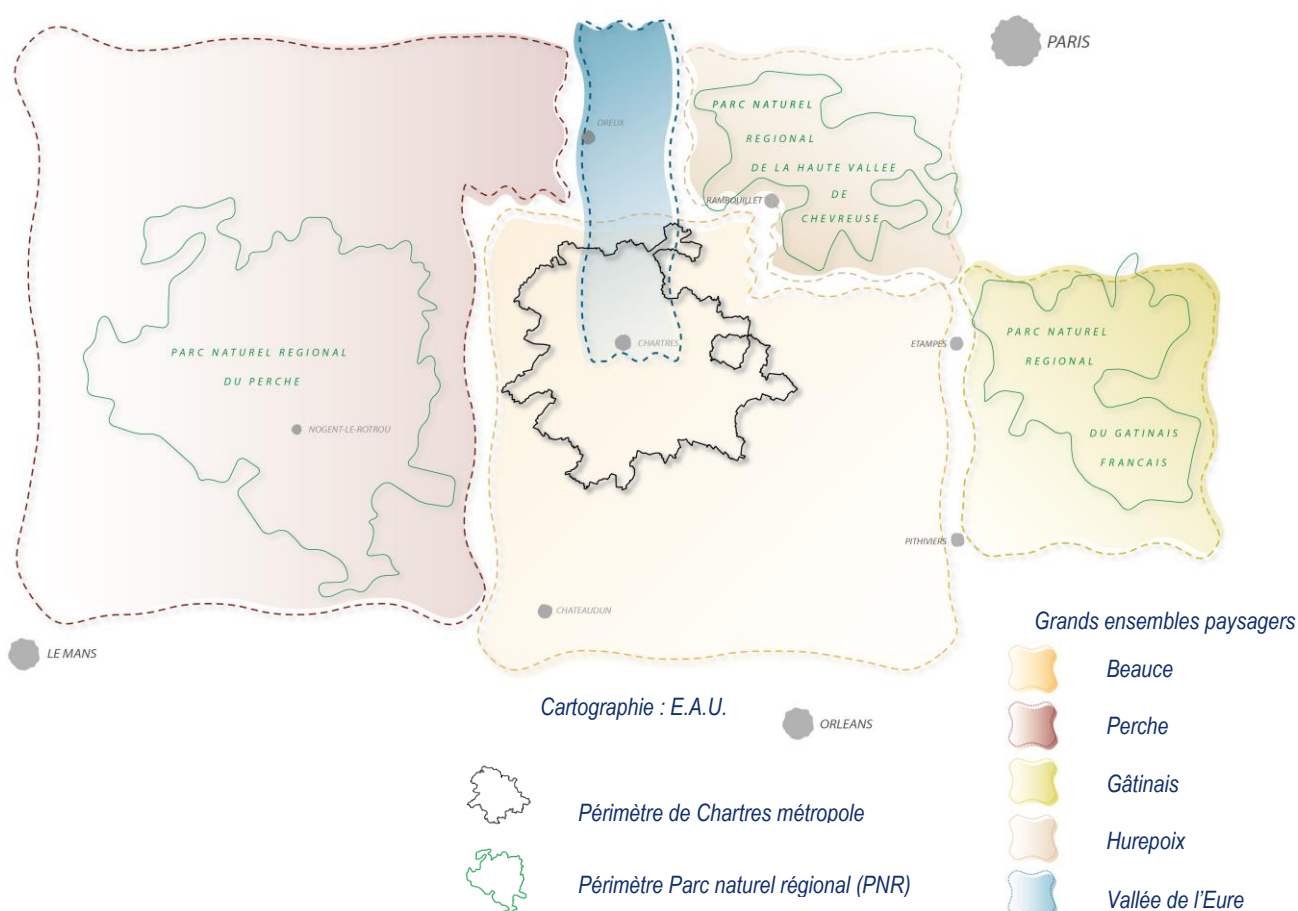 PARIS
DREUX
PARC NATUREL
REGIONAL
DE LA HAUTE VALLEE
DE
CHEVREUSE
RAMBOUILLET
PARC NATUREL REGIONAL
DU PERCHE
NOGENT-LE-ROTROU
CHARTRES
ETAMPES
PARC NATUREL
REGIONAL
DU GATINAIS
FRANCAIS
PITHIVIERS
CHATEAUDUN
LE MANS
ORLEANS
Cartographie : E.A.U.
Périmètre de Chartres métropole
Périmètre Parc naturel régional (PNR)
Grands ensembles paysagers
Beauce
Perche
Gâtinais
Hurepoix
Vallée de l’Eure